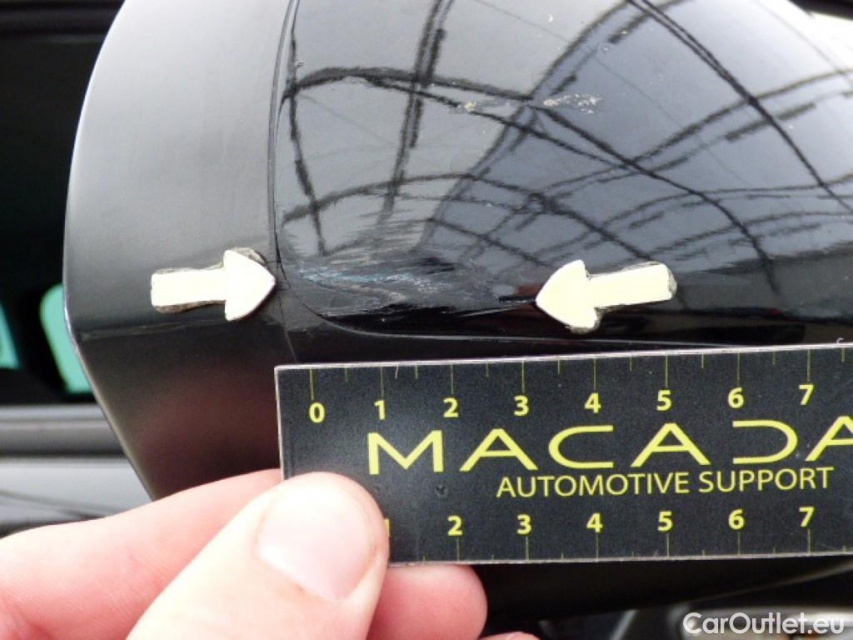 0 1 2 3 4 5 6 7
MACADA
AUTOMOTIVE SUPPORT
1 2 3 4 5 6 7
CarOutlet.eu